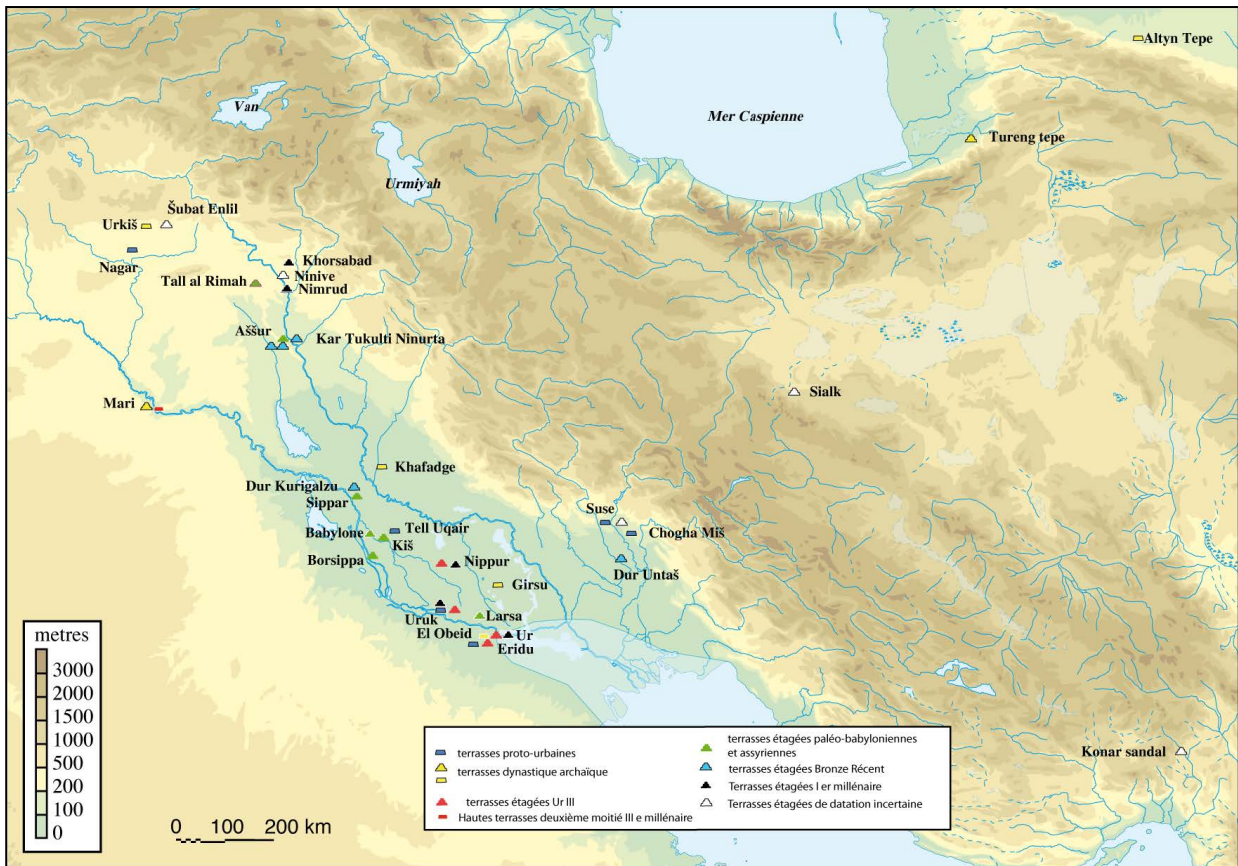 Altyn Tepe
Van
Mer Caspienne
Tureng tepe
Urmiyah
Šubat Enlil
Urkiš
Nagar
Khorsabad
Ninive
Tall al Rimah
Nimrud
Aššur
Kar Tukulti Ninurta
Sialk
Mari
Khafadge
Dur Kurigalzu
Sippar
Suse
Tell Uqair
Chogha Miš
Babylone
Kiš
Borsippa
Nippur
Dur Untaš
Girsu
Uruk
Larsa
El Obeid
Ur
Eridu
Konar sandal
metres
3000
2000
1500
1000
500
200
100
0
0 100 200 km
terrasses proto-urbaines
terrasses dynastique archaïque
terrasses étagées Ur III
Hautes terrasses deuxième moitié III e millénaire
terrasses étagées paléo-babyloniennes
et assyriennes
terrasses étagées Bronze Récent
Terrasses étagées I er millénaire
Terrasses étagées de datation incertaine